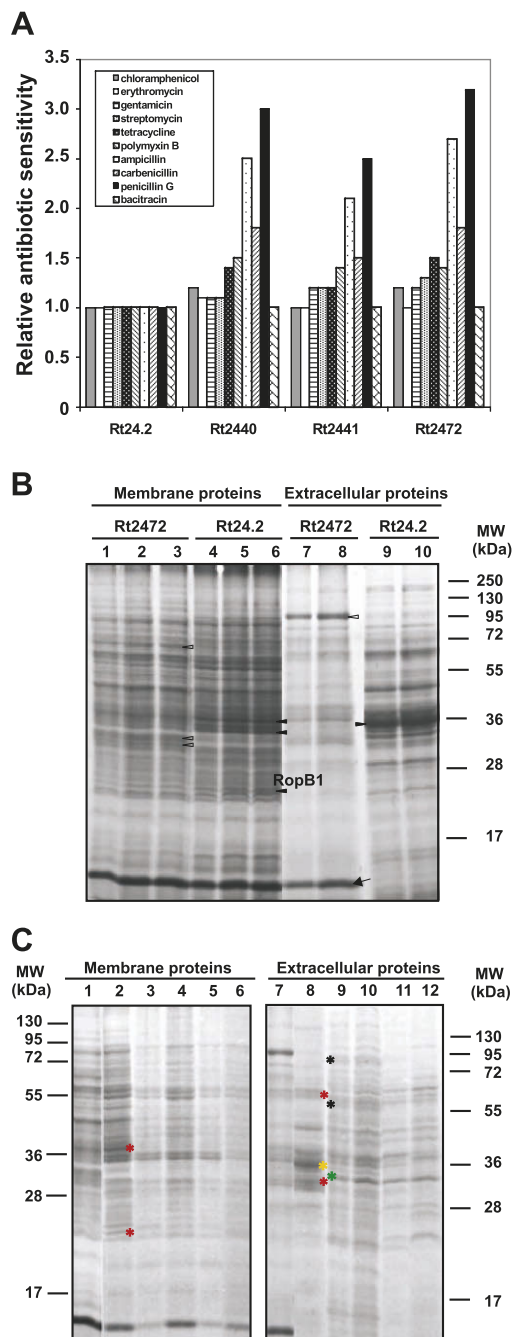 A
Relative antibiotic sensitivity
3.5
3.0
2.5
2.0
1.5
1.0
0.5
0
chloramphenicol
erythromycin
gentamicin
streptomycin
tetracycline
polymyxin B
ampicillin
carbenicillin
penicillin G
bacitracin
Rt24.2 Rt2440 Rt2441 Rt2472
B
Membrane proteins Extracellular proteins
Rt2472 Rt24.2 Rt2472 Rt24.2 MW
1 2 3 4 5 6 7 8 9 10 (kDa)
250
130
95
72
55
36
28
17
RopB1
C
MW Membrane proteins Extracellular proteins MW
(kDa) 1 2 3 4 5 6 7 8 9 10 11 12 (kDa)
130 130
95 95
72 72
55 55
36 36
28 28
17 17